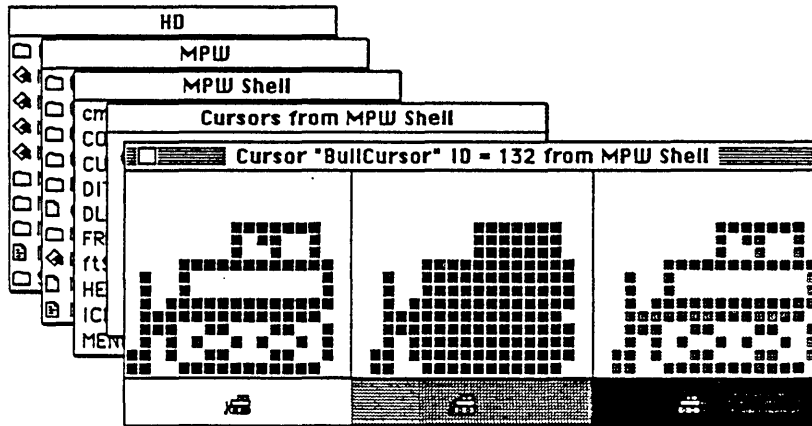 HD
MPW
MPW Shell
Cursors from MPW Shell
Cursor "BullCursor" ID = 132 from MPW Shell
cm
CO
CU
DIT
DL
FR
ft
HE
ICI
MEN